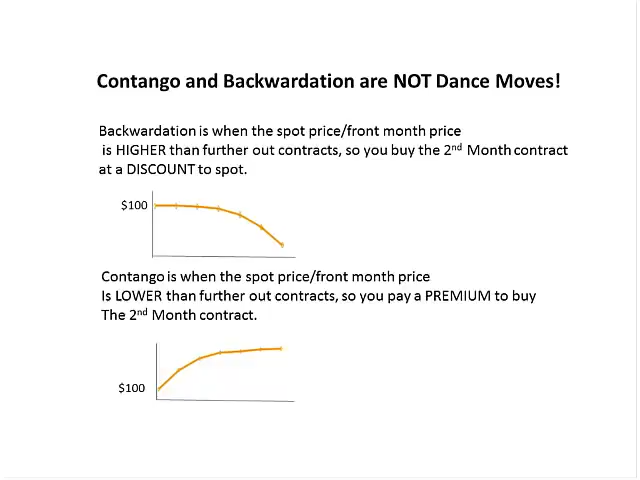 Contango and Backwardation are NOT Dance Moves!
Backwardation is when the spot price/front month price
is HIGHER than further out contracts, so you buy the 2nd Month contract
at a DISCOUNT to spot.
$100
Contango is when the spot price/front month price
Is LOWER than further out contracts, so you pay a PREMIUM to buy
The 2nd Month contract.
$100